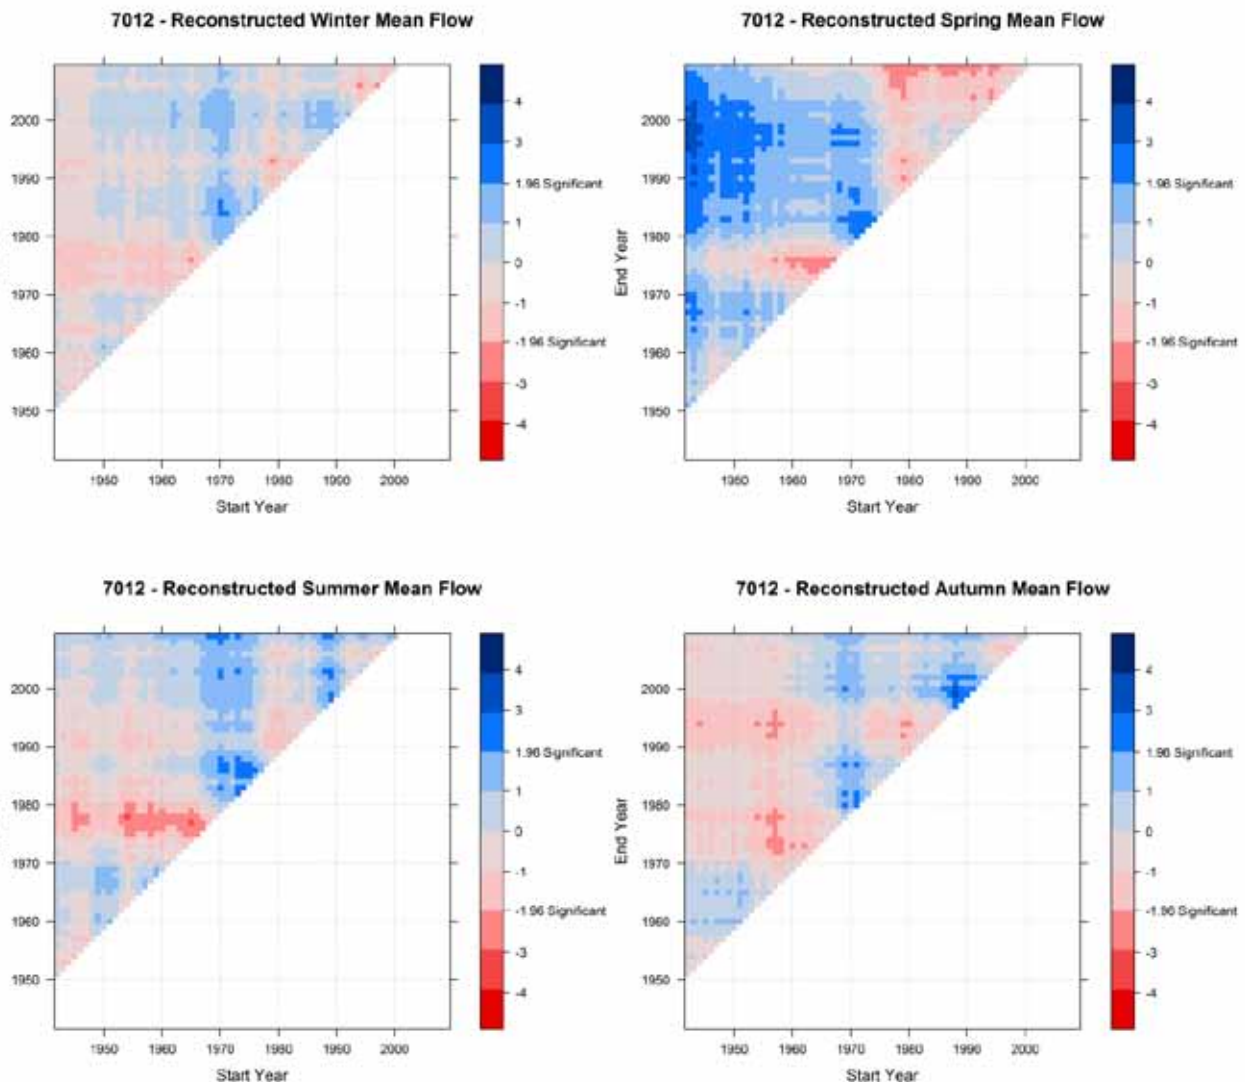 7012 - Reconstructed Winter Mean Flow
2000
1990
1980
1970
1960
1950
1950 1960 1970 1980 1990 2000
Start Year
4
3
1.96 Significant
1
0
-1
-1.96 Significant
-3
-4
7012 - Reconstructed Spring Mean Flow
End Year
2000
1990
1980
1970
1960
1950
1950 1960 1970 1980 1990 2000
Start Year
4
3
1.96 Significant
1
0
-1
-1.96 Significant
-3
-4
7012 - Reconstructed Summer Mean Flow
2000
1990
1980
1970
1960
1950
1950 1960 1970 1980 1990 2000
Start Year
4
3
1.96 Significant
1
0
-1
-1.96 Significant
-3
-4
7012 - Reconstructed Autumn Mean Flow
End Year
2000
1990
1980
1970
1960
1950
1950 1960 1970 1980 1990 2000
Start Year
4
3
1.96 Significant
1
0
-1
-1.96 Significant
-3
-4